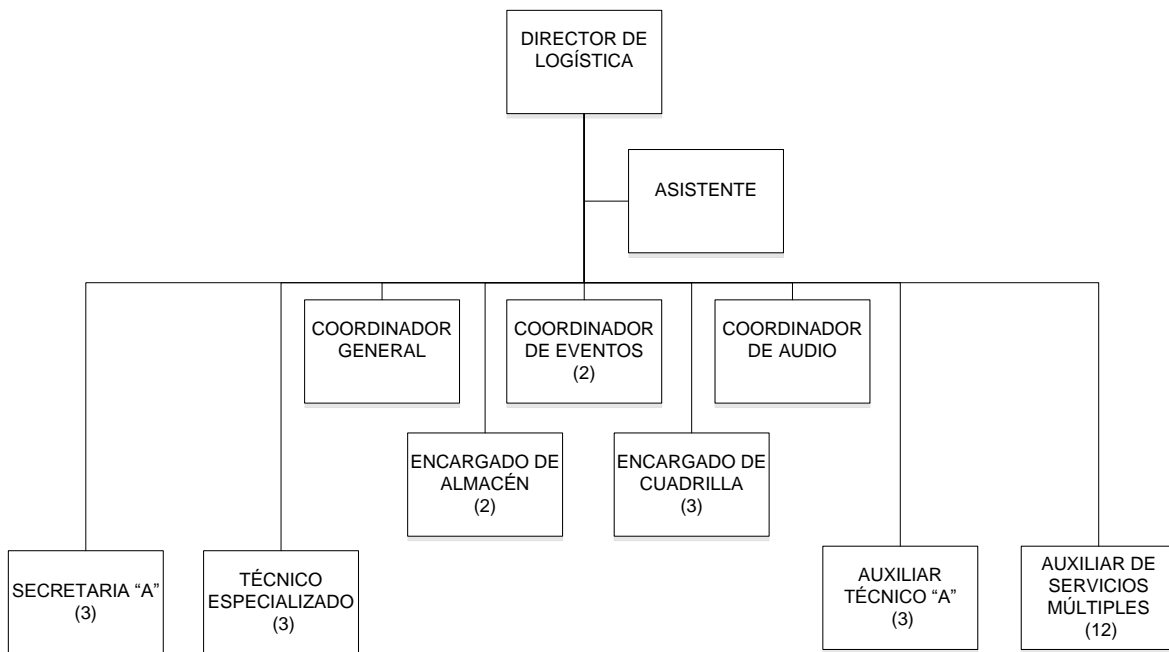 DIRECTOR DE
LOGÍSTICA
ASISTENTE
COORDINADOR
GENERAL
COORDINADOR
DE EVENTOS
(2)
COORDINADOR
DE AUDIO
ENCARGADO DE
ALMACÉN
(2)
ENCARGADO DE
CUADRILLA
(3)
SECRETARIA “A”
(3)
TÉCNICO
ESPECIALIZADO
(3)
AUXILIAR
TÉCNICO “A”
(3)
AUXILIAR DE
SERVICIOS
MÚLTIPLES
(12)